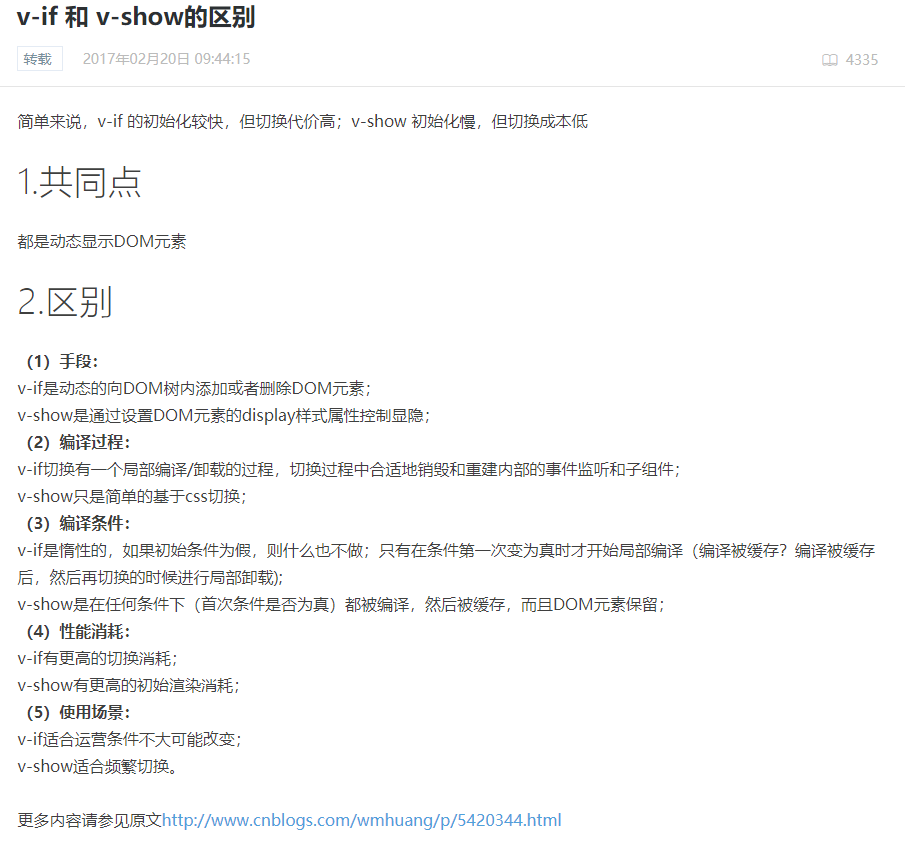 v-if 和 v-show的区别
转载 2017年02月20日 09:44:15 4335
简单来说，v-if 的初始化较快，但切换代价高；v-show 初始化慢，但切换成本低
1.共同点
都是动态显示DOM元素
2.区别
（1）手段：
v-if是动态的向DOM树内添加或者删除DOM元素；
v-show是通过设置DOM元素的display样式属性控制显隐；
（2）编译过程：
v-if切换有一个局部编译/卸载的过程，切换过程中合适地销毁和重建内部的事件监听和子组件；
v-show只是简单的基于css切换；
（3）编译条件：
v-if是惰性的，如果初始条件为假，则什么也不做；只有在条件第一次变为真时才开始局部编译（编译被缓存？编译被缓存
后，然后再切换的时候进行局部卸载);
v-show是在任何条件下（首次条件是否为真）都被编译，然后被缓存，而且DOM元素保留；
（4）性能消耗：
v-if有更高的切换消耗；
v-show有更高的初始渲染消耗；
（5）使用场景：
v-if适合运营条件不大可能改变；
v-show适合频繁切换。
更多内容请参见原文http://www.cnblogs.com/wmhuang/p/5420344.html